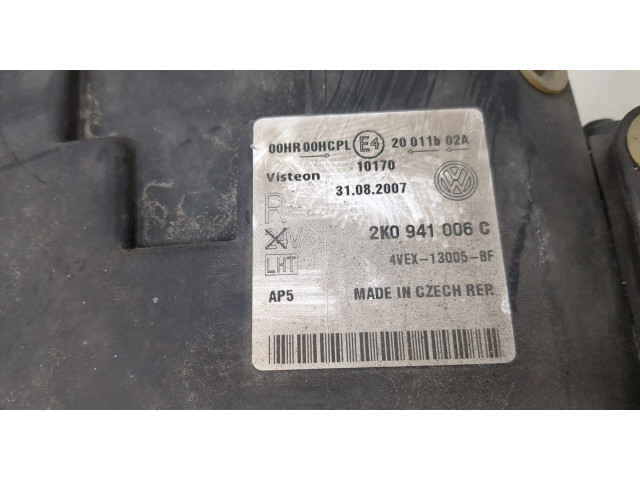 00HR 00HCPL E4 20 011b 02A
10170
Visteon
31.08.2007
R
24V
2K0 941 006 C
LHT
4VEX-13005-BF
AP5
MADE IN CZECH REP.